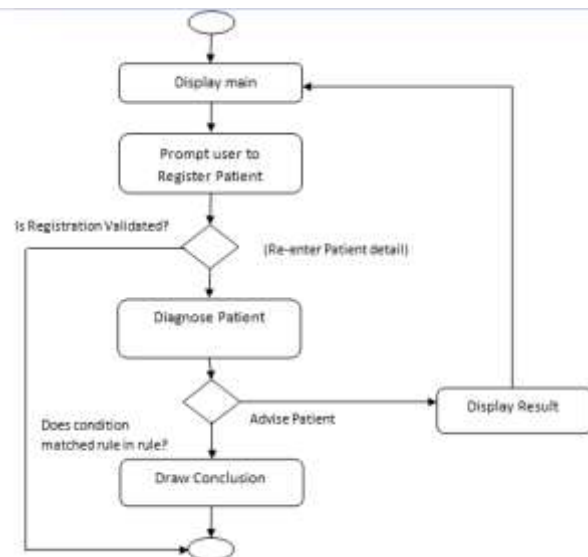 Display main
Prompt user to
Register Patient
Is Registration Validated?
(Re-enter Patient detail)
Diagnose Patient
Advise Patient
Display Result
Does condition
matched rule in rule?
Draw Conclusion